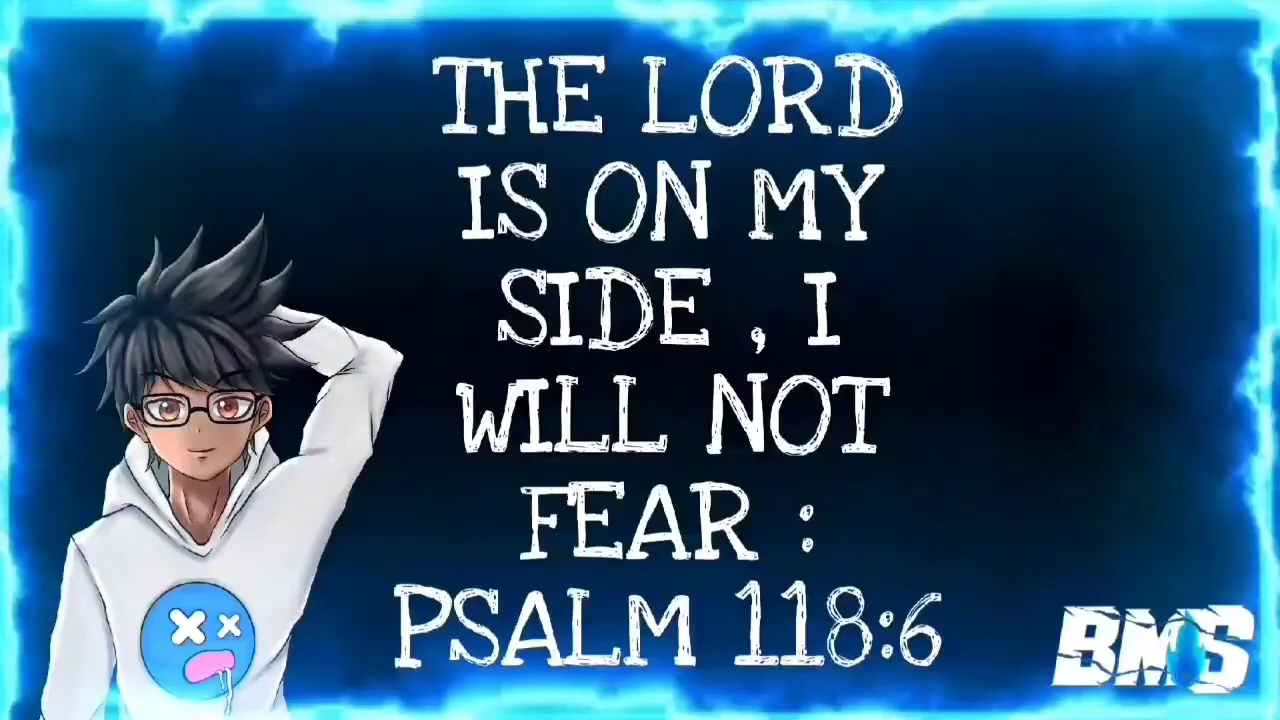 THE LORD
IS ON MY
SIDE , I
WILL NOT
FEAR :
PSALM 118:6
BMS